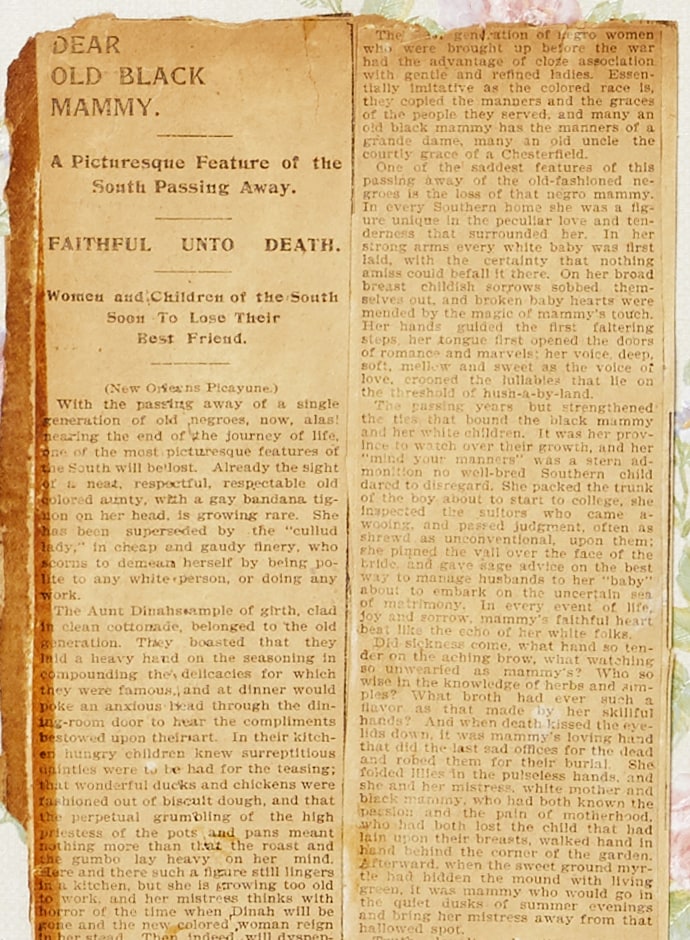 DEAR
OLD BLACK
MAMMY.
A Picturesque Feature of the
South Passing Away.
FAITHFUL UNTO DEATH.
Women and Children of the South
Soon To Lose Their
Best Friend.
(New Orleans Picayune.)
With the passing away of a single
generation of old negroes, now, alas!
nearing the end of the journey of life,
one of the most picturesque features of
the South will be lost. Already the sight
of a neat, respectful, respectable old
colored aunty, with a gay bandana tig-
non on her head, is growing rare. She
has been superseded by the "cullud
lady," in cheap and gaudy finery, who
scorns to demean herself by being po-
lite to any white person, or doing any
work.
The Aunt Dinahs ample of girth, clad
in clean cottonade, belonged to the old
generation. They boasted that they
laid a heavy hand on the seasoning in
compounding the delicacies for which
they were famous, and at dinner would
poke an anxious head through the din-
ing-room door to hear the compliments
bestowed upon their art. In their kitch-
en hungry children knew surreptitious
dainties were to be had for the teasing;
that wonderful ducks and chickens were
fashioned out of biscuit dough, and that
the perpetual grumbling of the high
priestess of the pots and pans meant
nothing more than that the roast and
the gumbo lay heavy on her mind.
Here and there such a figure still lingers
in a kitchen, but she is growing too old
to work, and her mistress thinks with
horror of the time when Dinah will be
gone and the new colored woman reign
in her stead. Then indeed will dyspep-
The generation of negro women
who were brought up before the war
had the advantage of close association
with gentle and refined ladies. Essen-
tially imitative as the colored race is,
they copied the manners and the graces
of the people they served, and many an
old black mammy has the manners of a
grande dame, many an old uncle the
courtly grace of a Chesterfield.
One of the saddest features of this
passing away of the old-fashioned ne-
groes is the loss of that negro mammy.
In every Southern home she was a fig-
ure unique in the peculiar love and ten-
derness that surrounded her. In her
strong arms every white baby was first
laid, with the certainty that nothing
amiss could befall it there. On her broad
breast childish sorrows sobbed them-
selves out, and broken baby hearts were
mended by the magic of mammy's touch.
Her hands guided the first faltering
steps, her tongue first opened the doors
of romance and marvels; her voice, deep,
soft, mellow and sweet as the voice of
love, crooned the lullabies that lie on
the threshold of hush-a-by-land.
The passing years but strengthened
the ties that bound the black mammy
and her white children. It was her prov-
ince to watch over their growth, and her
"mind your manners" was a stern ad-
monition no well-bred Southern child
dared to disregard. She packed the trunk
of the boy about to start to college, she
inspected the suitors who came a-
wooing, and passed judgment, often as
shrewd as unconventional, upon them;
she pinned the vail over the face of the
bride, and gave sage advice on the best
way to manage husbands to her "baby"
about to embark on the uncertain sea
of matrimony. In every event of life,
joy and sorrow, mammy's faithful heart
beat like the echo of her white folks.
Did sickness come, what hand so ten-
der on the aching brow, what watching
so unwearied as mammy's? Who so
wise in the knowledge of herbs and sim-
ples? What broth had ever such a
flavor as that made by her skillful
hands? And when death kissed the eye-
lids down, it was mammy's loving hand
that did the last sad offices for the dead
and robed them for their burial. She
folded lilies in the pulseless hands, and
she and her mistress, white mother and
black mammy, who had both known the
passion and the pain of motherhood,
who had both lost the child that had
lain upon their breasts, walked hand in
hand behind the corner of the garden.
Afterward, when the sweet ground myr-
tle had hidden the mound with living
green, it was mammy who would go in
the quiet dusks of summer evenings
and bring her mistress away from that
hallowed spot.